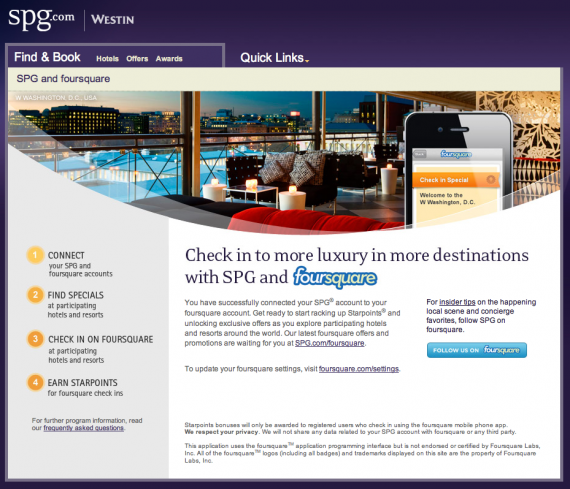 spg.com | WESTIN
Find & Book Hotels Offers Awards Quick Links
SPG and foursquare
W WASHINGTON, D.C., USA
foursquare
Check in Special
Welcome to the
W Washington, D.C.
1 CONNECT
your SPG and
foursquare accounts
2 FIND SPECIALS
at participating
hotels and resorts
3 CHECK IN ON FOURSQUARE
at participating
hotels and resorts
4 EARN STARPOINTS
for foursquare check ins
For further program information, read
our frequently asked questions.
Check in to more luxury in more destinations
with SPG and foursquare
You have successfully connected your SPG® account to your
foursquare account. Get ready to start racking up Starpoints® and
unlocking exclusive offers as you explore participating hotels
and resorts around the world. Our latest foursquare offers and
promotions are waiting for you at SPG.com/foursquare.
To update your foursquare settings, visit foursquare.com/settings.
For insider tips on the happening
local scene and concierge
favorites, follow SPG on
foursquare.
FOLLOW US ON foursquare
Starpoints bonuses will only be awarded to registered users who check in using the foursquare mobile phone app.
We respect your privacy. We will not share any data related to your SPG account with foursquare or any third party.
This application uses the foursquare™ application programming interface but is not endorsed or certified by Foursquare Labs,
Inc. All of the foursquare™ logos (including all badges) and trademarks displayed on this site are the property of Foursquare
Labs, Inc.